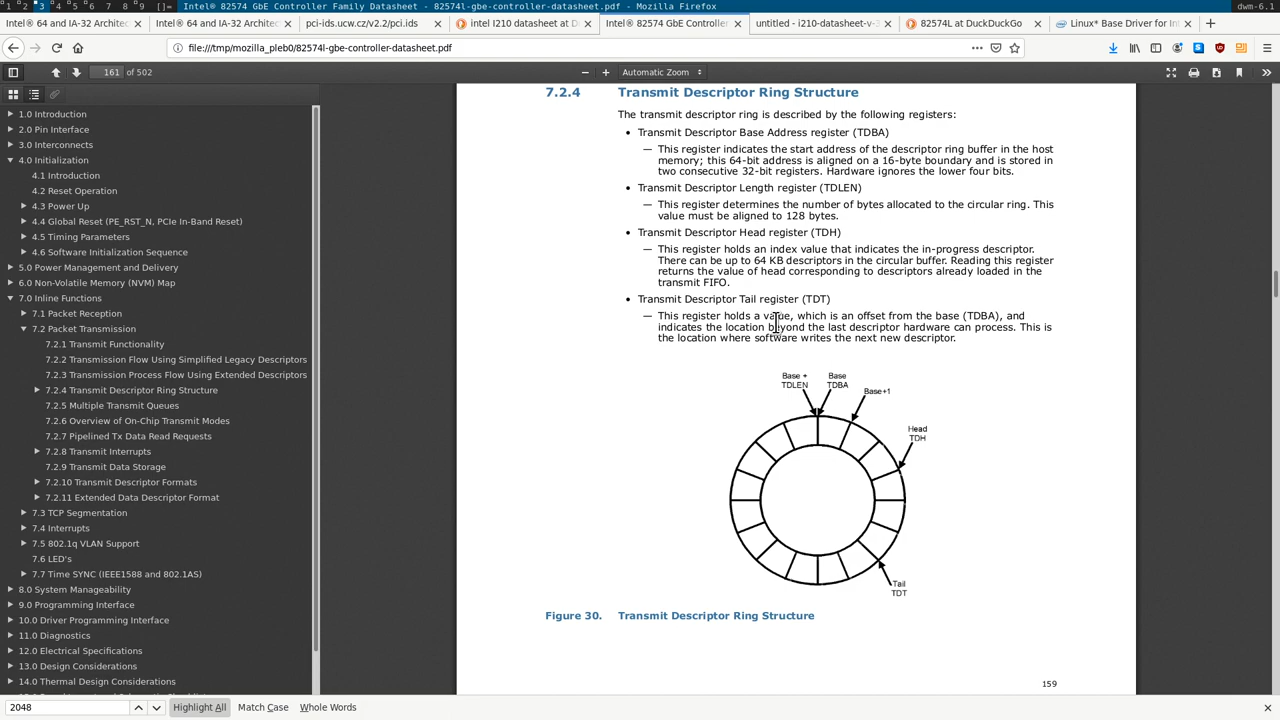 1 2 3 4 5 6 7 8 9 []= Intel® 82574 GbE Controller Family Datasheet - 82574l-gbe-controller-datasheet.pdf - Mozilla Firefox dwm-6.1
Intel® 64 and IA-32 Architec Intel® 64 and IA-32 Architec pci-ids.ucw.cz/v2.2/pci.ids intel I210 datasheet at D Intel® 82574 GbE Controller untitled - i210-datasheet-v-3 82574L at DuckDuckGo Linux* Base Driver for Int
file:///tmp/mozilla_pleb0/82574l-gbe-controller-datasheet.pdf
161 of 502 Automatic Zoom
1.0 Introduction
2.0 Pin Interface
3.0 Interconnects
4.0 Initialization
4.1 Introduction
4.2 Reset Operation
4.3 Power Up
4.4 Global Reset (PE_RST_N, PCIe In-Band Reset)
4.5 Timing Parameters
4.6 Software Initialization Sequence
5.0 Power Management and Delivery
6.0 Non-Volatile Memory (NVM) Map
7.0 Inline Functions
7.1 Packet Reception
7.2 Packet Transmission
7.2.1 Transmit Functionality
7.2.2 Transmission Flow Using Simplified Legacy Descriptors
7.2.3 Transmission Process Flow Using Extended Descriptors
7.2.4 Transmit Descriptor Ring Structure
7.2.5 Multiple Transmit Queues
7.2.6 Overview of On-Chip Transmit Modes
7.2.7 Pipelined Tx Data Read Requests
7.2.8 Transmit Interrupts
7.2.9 Transmit Data Storage
7.2.10 Transmit Descriptor Formats
7.2.11 Extended Data Descriptor Format
7.3 TCP Segmentation
7.4 Interrupts
7.5 802.1q VLAN Support
7.6 LED's
7.7 Time SYNC (IEEE1588 and 802.1AS)
8.0 System Manageability
9.0 Programming Interface
10.0 Driver Programming Interface
11.0 Diagnostics
12.0 Electrical Specifications
13.0 Design Considerations
14.0 Thermal Design Considerations
7.2.4 Transmit Descriptor Ring Structure
The transmit descriptor ring is described by the following registers:
• Transmit Descriptor Base Address register (TDBA)
— This register indicates the start address of the descriptor ring buffer in the host
memory; this 64-bit address is aligned on a 16-byte boundary and is stored in
two consecutive 32-bit registers. Hardware ignores the lower four bits.
• Transmit Descriptor Length register (TDLEN)
— This register determines the number of bytes allocated to the circular ring. This
value must be aligned to 128 bytes.
• Transmit Descriptor Head register (TDH)
— This register holds an index value that indicates the in-progress descriptor.
There can be up to 64 KB descriptors in the circular buffer. Reading this register
returns the value of head corresponding to descriptors already loaded in the
transmit FIFO.
• Transmit Descriptor Tail register (TDT)
— This register holds a value, which is an offset from the base (TDBA), and
indicates the location beyond the last descriptor hardware can process. This is
the location where software writes the next new descriptor.
Base + TDLEN
Base TDBA
Base+1
Head TDH
Tail TDT
Figure 30. Transmit Descriptor Ring Structure
159
2048 Highlight All Match Case Whole Words